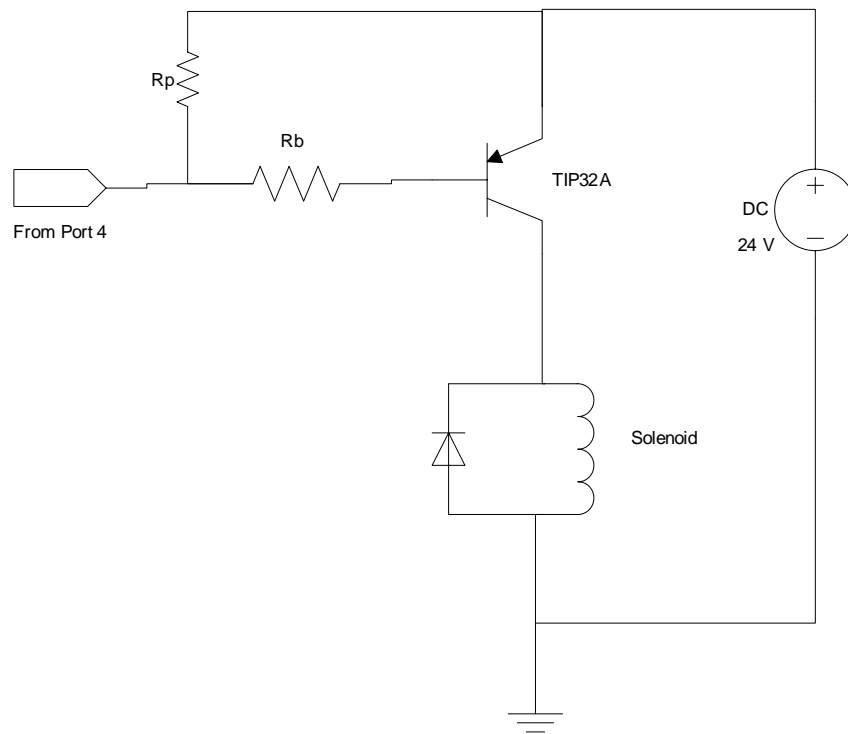 Rp
Rb
TIP32A
From Port 4
DC
24 V
Solenoid